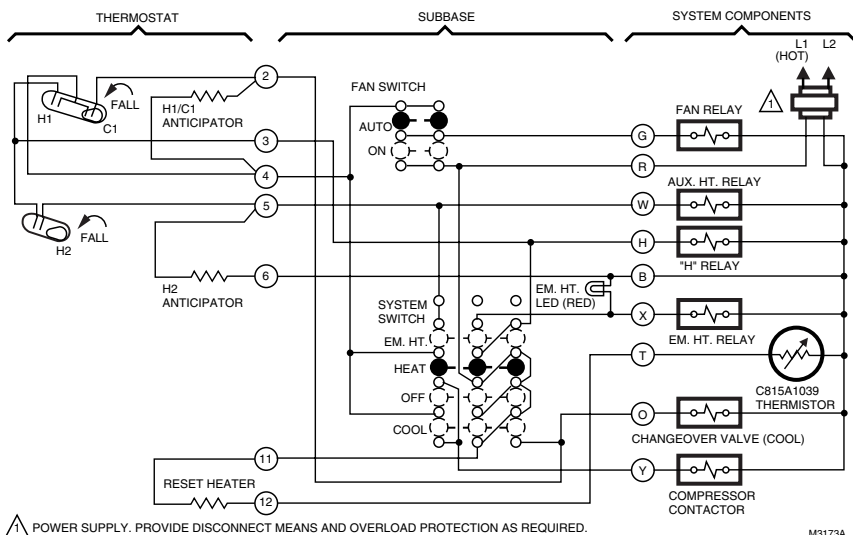 THERMOSTAT
SUBBASE
SYSTEM COMPONENTS
L1
(HOT)
L2
2
FAN SWITCH
H1
FALL
C1
H1/C1
ANTICIPATOR
1
FAN RELAY
AUTO
G
3
ON
R
4
AUX. HT. RELAY
5
W
H2
FALL
H
"H" RELAY
6
B
H2
ANTICIPATOR
EM. HT.
LED (RED)
SYSTEM
SWITCH
X
EM. HT.
EM. HT. RELAY
T
HEAT
C815A1039
THERMISTOR
OFF
O
COOL
CHANGEOVER VALVE (COOL)
11
Y
RESET HEATER
COMPRESSOR
CONTACTOR
12
1 POWER SUPPLY. PROVIDE DISCONNECT MEANS AND OVERLOAD PROTECTION AS REQUIRED.
M3173A